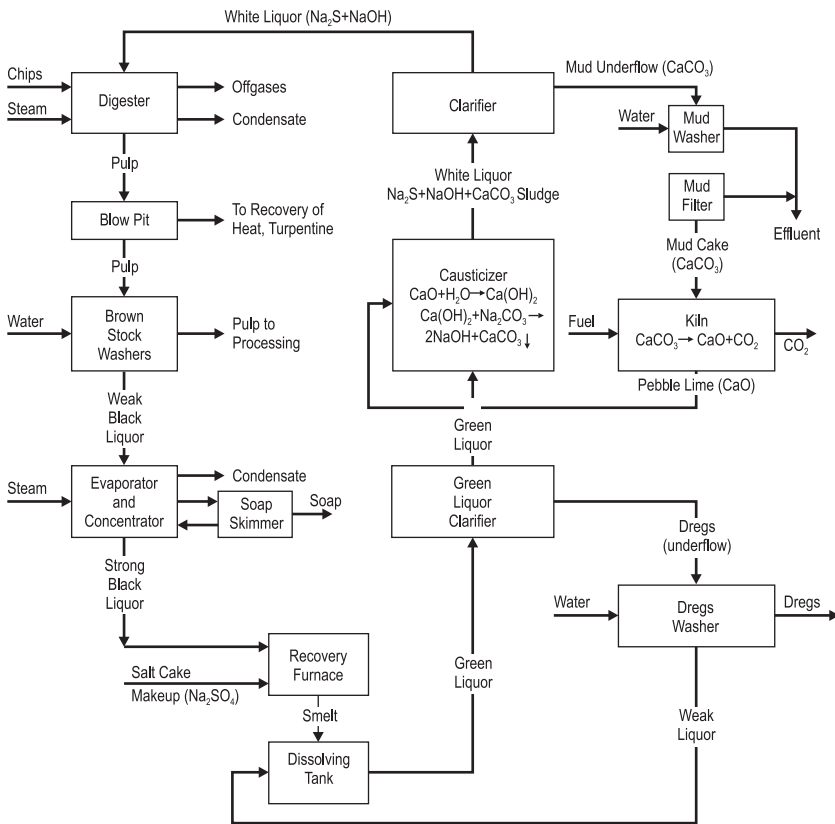 White Liquor (Na₂S+NaOH)
Chips
Steam
Digester
Offgases
Condensate
Pulp
Blow Pit
To Recovery of
Heat, Turpentine
Pulp
Water
Brown
Stock
Washers
Pulp to
Processing
Weak
Black
Liquor
Steam
Evaporator
and
Concentrator
Condensate
Soap
Skimmer
Soap
Strong
Black
Liquor
Salt Cake
Makeup (Na₂SO₄)
Recovery
Furnace
Smelt
Dissolving
Tank
Green
Liquor
Green
Liquor
Clarifier
Green
Liquor
Causticizer
CaO+H₂O→Ca(OH)₂
Ca(OH)₂+Na₂CO₃→
2NaOH+CaCO₃↓
White Liquor
Na₂S+NaOH+CaCO₃ Sludge
Clarifier
Mud Underflow (CaCO₃)
Water
Mud
Washer
Mud
Filter
Effluent
Mud Cake
(CaCO₃)
Fuel
Kiln
CaCO₃→CaO+CO₂
CO₂
Pebble Lime (CaO)
Dregs
(underflow)
Water
Dregs
Washer
Dregs
Weak
Liquor